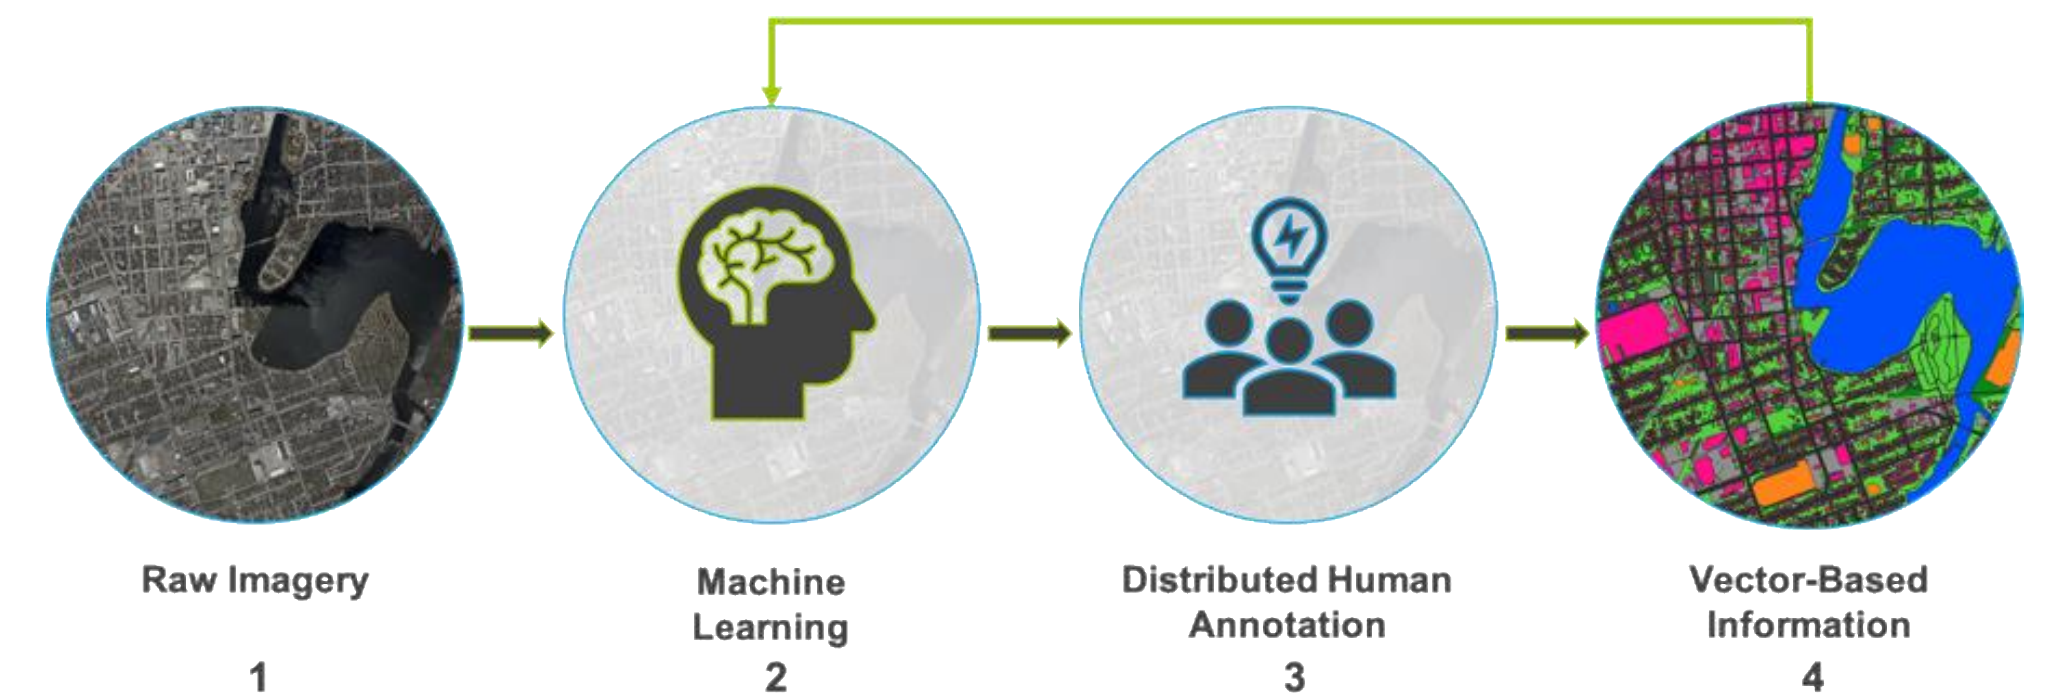 Raw Imagery
1
Machine
Learning
2
Distributed Human
Annotation
3
Vector-Based
Information
4